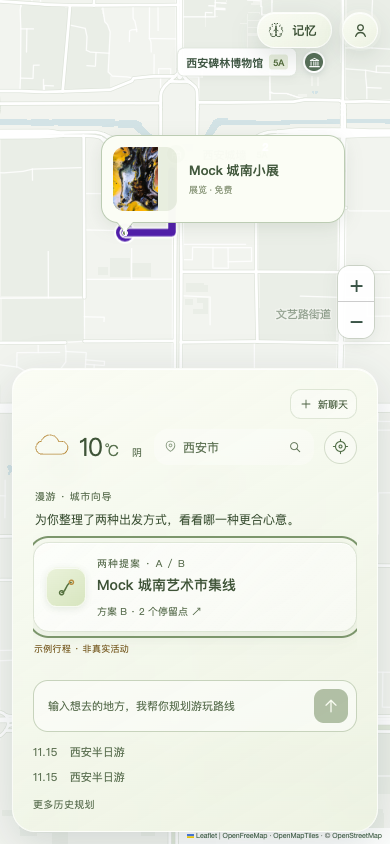 记忆
西安碑林博物馆 5A
Mock 城南小展
展览 · 免费
+
文艺路街道
−
+ 新聊天
10℃ 阴 西安市
漫游 · 城市向导
为你整理了两种出发方式，看看哪一种更合心意。
两种提案 · A / B
Mock 城南艺术市集线
方案 B · 2 个停留点 ↗
示例行程 · 非真实活动
输入想去的地方，我帮你规划游玩路线
11.15 西安半日游
11.15 西安半日游
更多历史规划
Leaflet | OpenFreeMap · OpenMapTiles · © OpenStreetMap